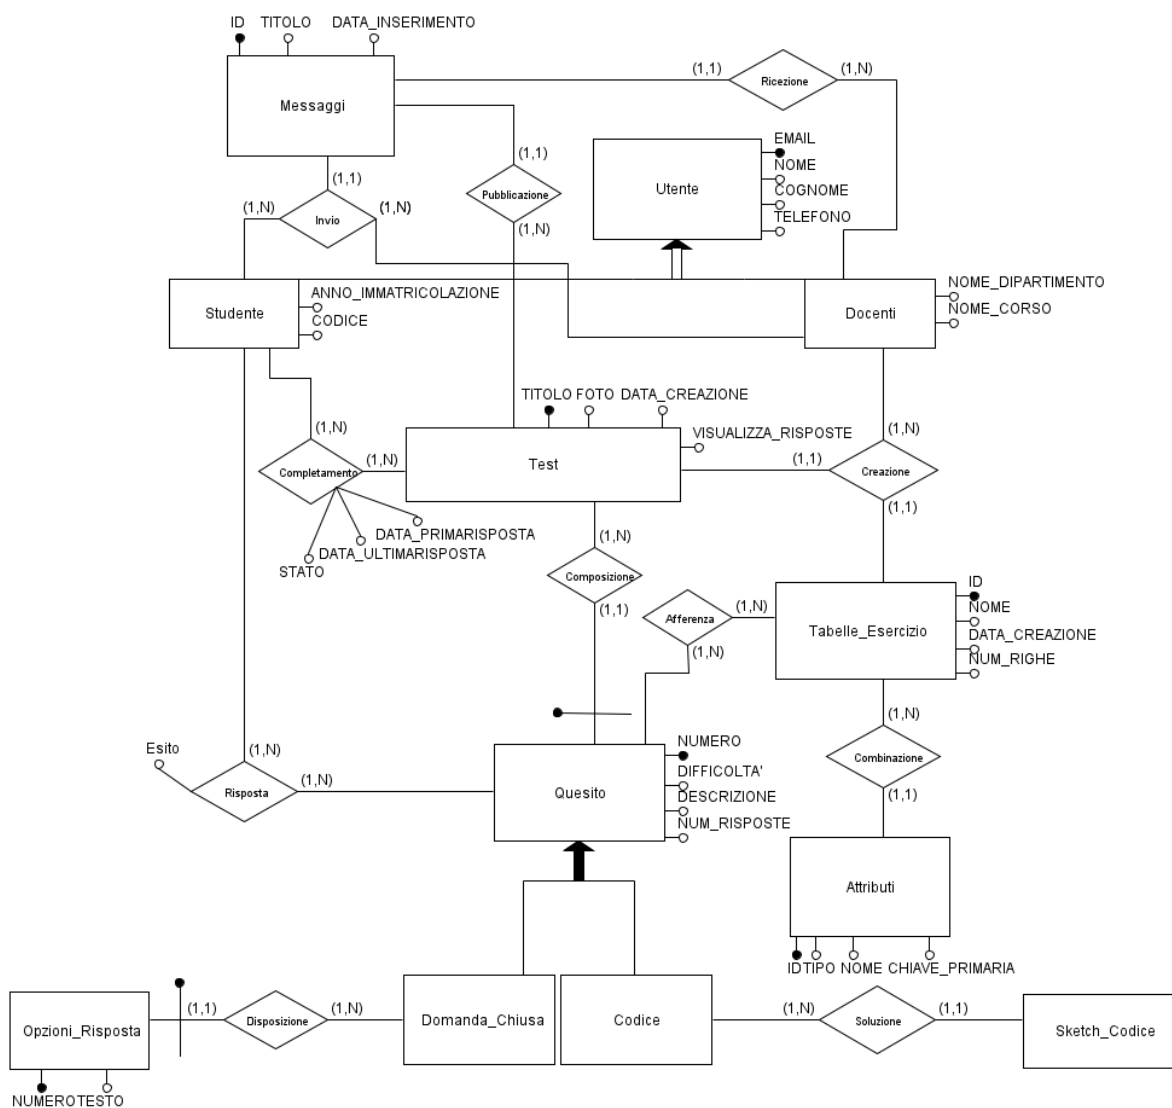 ID TITOLO DATA_INSERIMENTO
Messaggi
(1,1) Ricezione (1,N)
(1,1)
Pubblicazione
(1,N)
(1,1)
(1,N) Invio (1,N)
Utente
EMAIL
NOME
COGNOME
TELEFONO
Studente
ANNO_IMMATRICOLAZIONE
CODICE
Docenti
NOME_DIPARTIMENTO
NOME_CORSO
TITOLO FOTO DATA_CREAZIONE
VISUALIZZA_RISPOSTE
Test
(1,N)
Completamento (1,N)
DATA_PRIMARISPOSTA
DATA_ULTIMARISPOSTA
STATO
(1,N)
(1,1) Creazione
(1,1)
(1,N)
Composizione
(1,1)
Afferenza (1,N)
(1,N)
Tabelle_Esercizio
ID
NOME
DATA_CREAZIONE
NUM_RIGHE
(1,N)
Combinazione
(1,1)
Esito
(1,N)
Risposta (1,N)
Quesito
NUMERO
DIFFICOLTA'
DESCRIZIONE
NUM_RISPOSTE
Attributi
ID TIPO NOME CHIAVE_PRIMARIA
Opzioni_Risposta
(1,1) Disposizione (1,N)
Domanda_Chiusa
Codice
(1,N) Soluzione (1,1)
Sketch_Codice
NUMERO TESTO